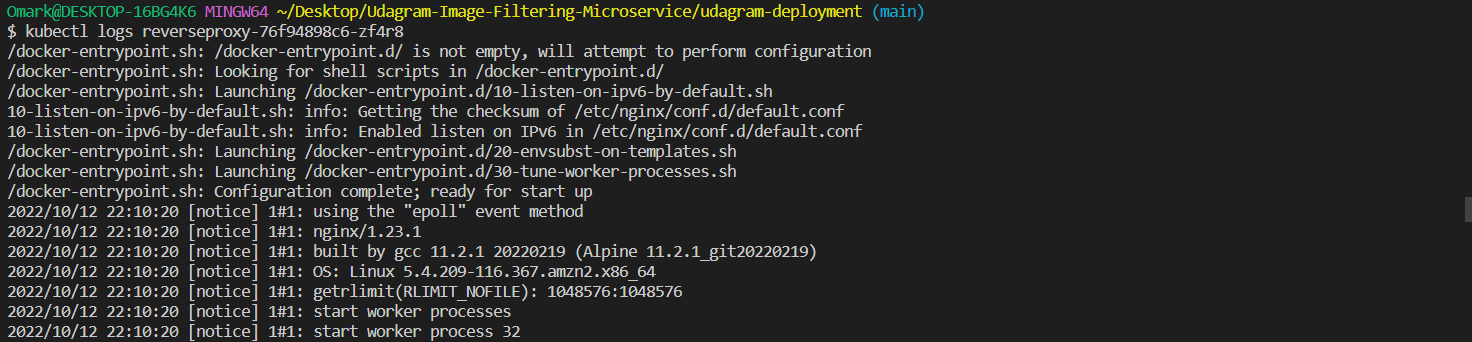 Omark@DESKTOP-16BG4K6 MINGW64 ~/Desktop/Udagram-Image-Filtering-Microservice/udagram-deployment (main)
$ kubectl logs reverseproxy-76f94898c6-zf4r8
/docker-entrypoint.sh: /docker-entrypoint.d/ is not empty, will attempt to perform configuration
/docker-entrypoint.sh: Looking for shell scripts in /docker-entrypoint.d/
/docker-entrypoint.sh: Launching /docker-entrypoint.d/10-listen-on-ipv6-by-default.sh
10-listen-on-ipv6-by-default.sh: info: Getting the checksum of /etc/nginx/conf.d/default.conf
10-listen-on-ipv6-by-default.sh: info: Enabled listen on IPv6 in /etc/nginx/conf.d/default.conf
/docker-entrypoint.sh: Launching /docker-entrypoint.d/20-envsubst-on-templates.sh
/docker-entrypoint.sh: Launching /docker-entrypoint.d/30-tune-worker-processes.sh
/docker-entrypoint.sh: Configuration complete; ready for start up
2022/10/12 22:10:20 [notice] 1#1: using the "epoll" event method
2022/10/12 22:10:20 [notice] 1#1: nginx/1.23.1
2022/10/12 22:10:20 [notice] 1#1: built by gcc 11.2.1 20220219 (Alpine 11.2.1_git20220219)
2022/10/12 22:10:20 [notice] 1#1: OS: Linux 5.4.209-116.367.amzn2.x86_64
2022/10/12 22:10:20 [notice] 1#1: getrlimit(RLIMIT_NOFILE): 1048576:1048576
2022/10/12 22:10:20 [notice] 1#1: start worker processes
2022/10/12 22:10:20 [notice] 1#1: start worker process 32